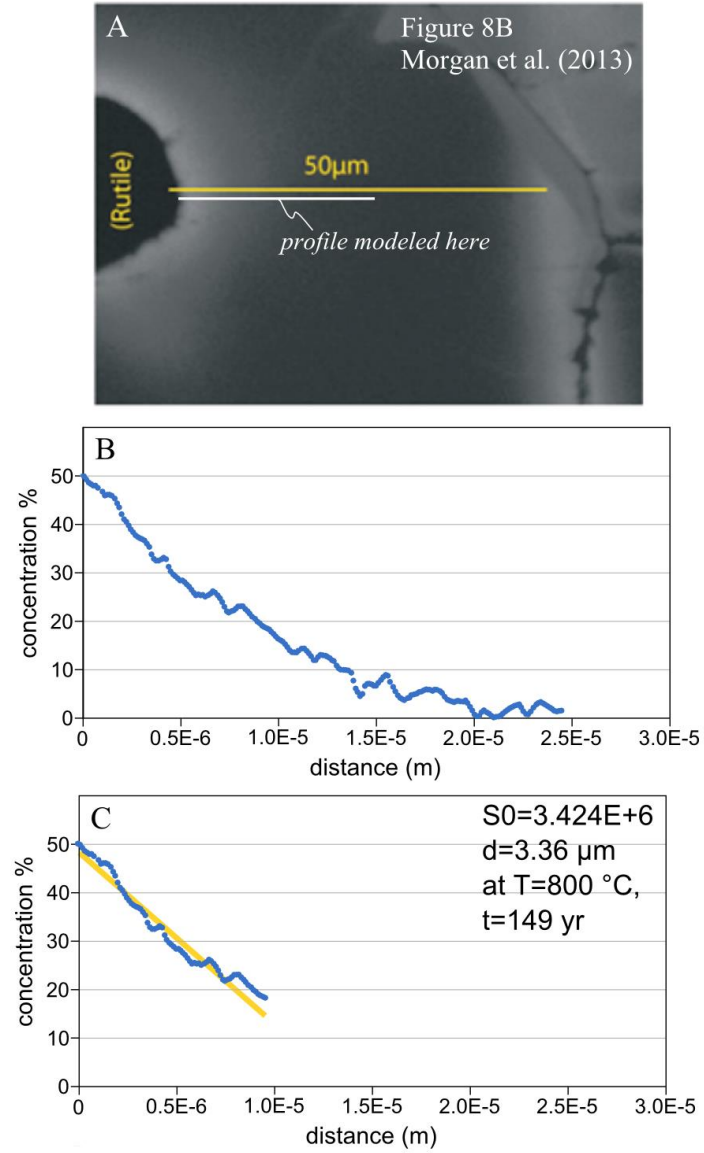 A
Figure 8B
Morgan et al. (2013)
(Rutile)
50µm
profile modeled here
B
concentration %
50
40
30
20
10
0
0
0.5E-6
1.0E-5
1.5E-5
2.0E-5
2.5E-5
3.0E-5
distance (m)
C
S0=3.424E+6
d=3.36 µm
at T=800 °C,
t=149 yr
concentration %
50
40
30
20
10
0
0
0.5E-6
1.0E-5
1.5E-5
2.0E-5
2.5E-5
3.0E-5
distance (m)